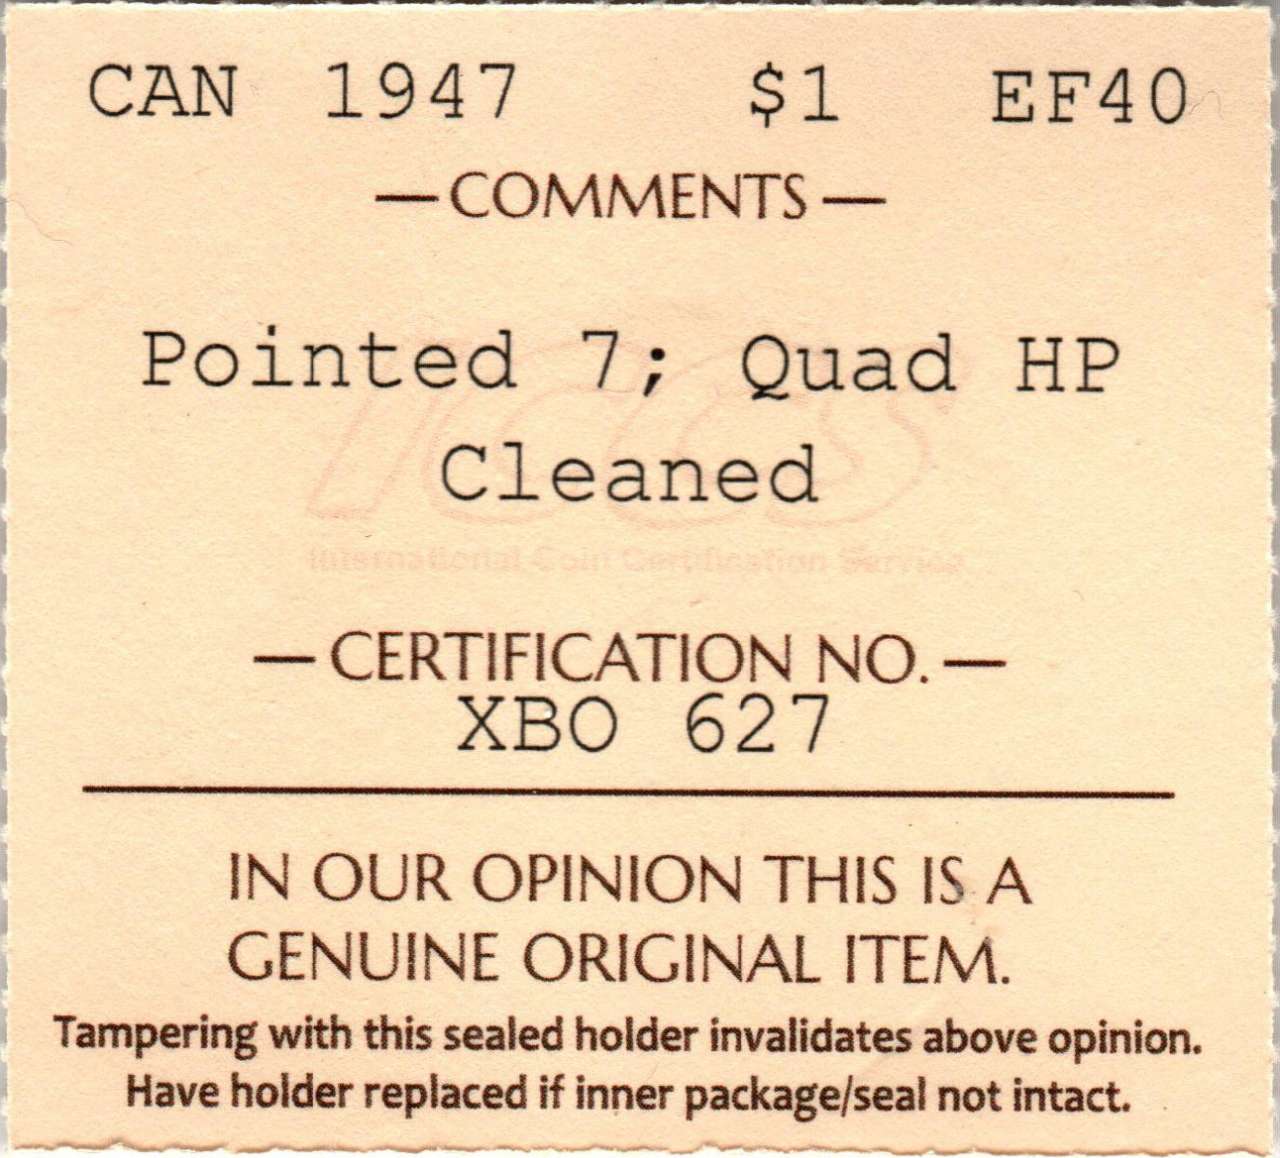 CAN 1947 $1 EF40
— COMMENTS —
Pointed 7; Quad HP
Cleaned
ICCS
International Coin Certification Service
— CERTIFICATION NO. —
XBO 627
IN OUR OPINION THIS IS A
GENUINE ORIGINAL ITEM.
Tampering with this sealed holder invalidates above opinion.
Have holder replaced if inner package/seal not intact.